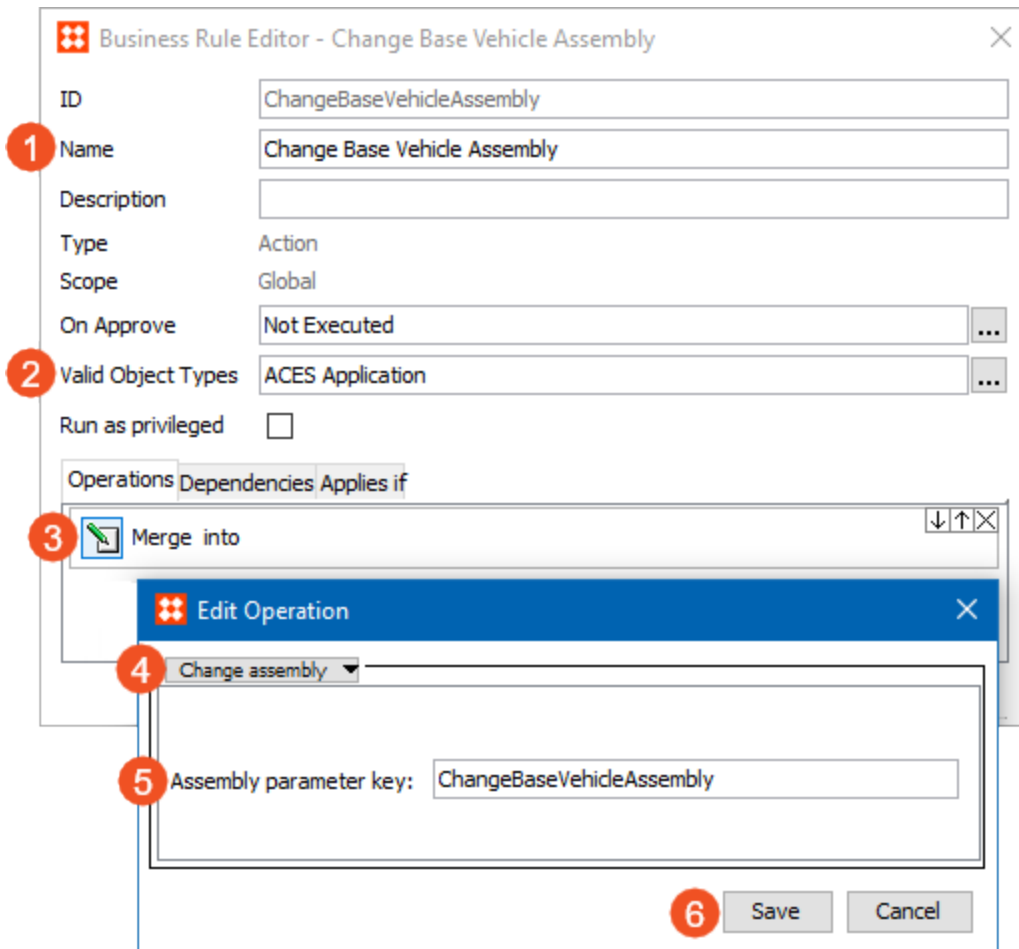 Business Rule Editor - Change Base Vehicle Assembly
ID ChangeBaseVehicleAssembly
1 Name Change Base Vehicle Assembly
Description
Type Action
Scope Global
On Approve Not Executed ...
2 Valid Object Types ACES Application ...
Run as privileged
Operations Dependencies Applies if
3 Merge into
Edit Operation
4 Change assembly
5 Assembly parameter key: ChangeBaseVehicleAssembly
6 Save Cancel